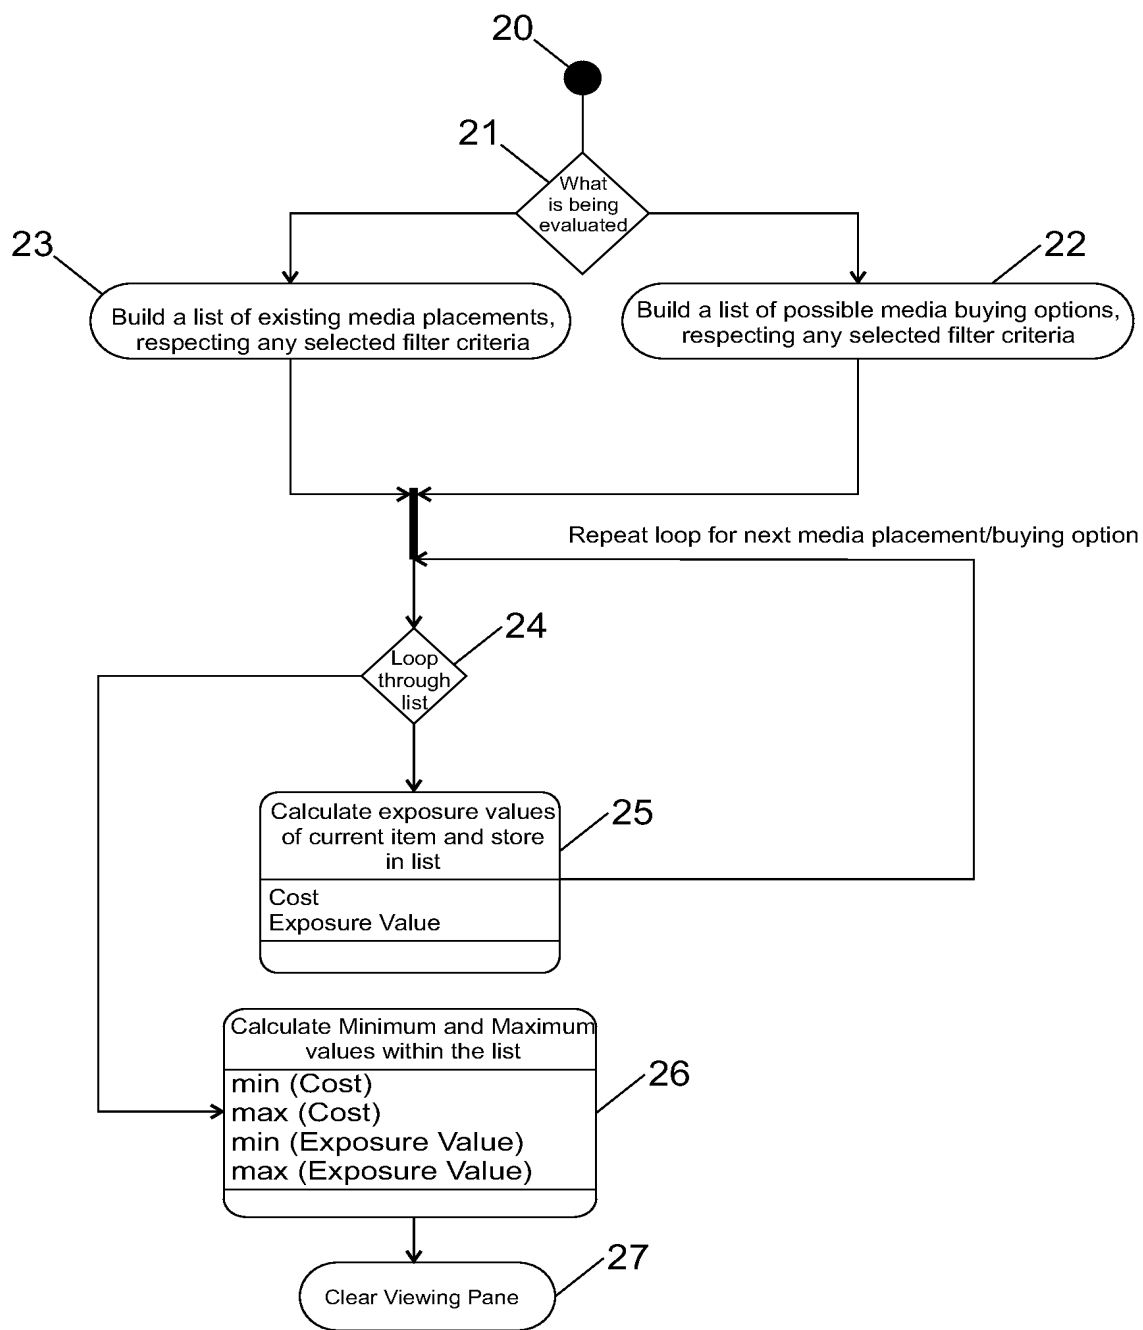 20
21
What
is being
evaluated
23
22
Build a list of existing media placements,
respecting any selected filter criteria
Build a list of possible media buying options,
respecting any selected filter criteria
Repeat loop for next media placement/buying option
24
Loop
through
list
25
Calculate exposure values
of current item and store
in list
Cost
Exposure Value
Calculate Minimum and Maximum
values within the list
26
min (Cost)
max (Cost)
min (Exposure Value)
max (Exposure Value)
27
Clear Viewing Pane